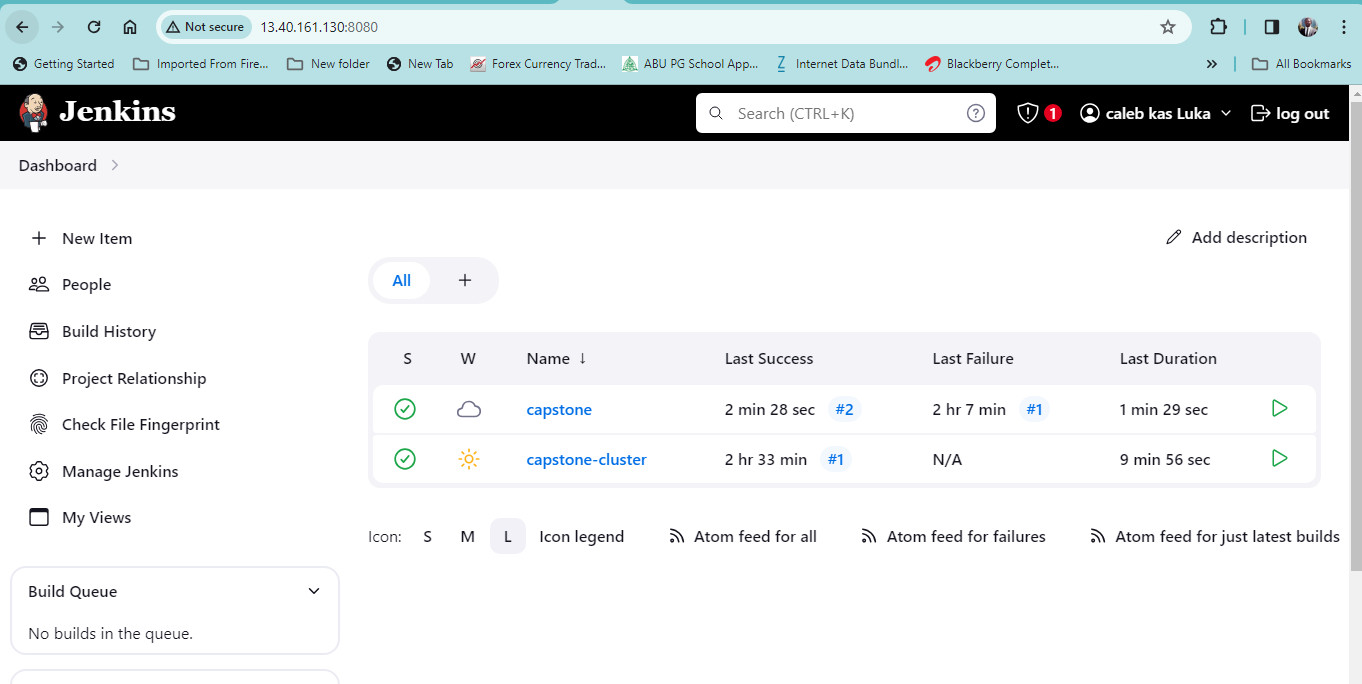 Not secure 13.40.161.130:8080
Getting Started Imported From Fire... New folder New Tab Forex Currency Trad... ABU PG School App... Internet Data Bundl... Blackberry Complet... » All Bookmarks
Jenkins Search (CTRL+K) ? 1 caleb kas Luka log out
Dashboard
New Item
Add description
People
All +
Build History
S W Name ↓ Last Success Last Failure Last Duration
Project Relationship
capstone 2 min 28 sec #2 2 hr 7 min #1 1 min 29 sec
Check File Fingerprint
capstone-cluster 2 hr 33 min #1 N/A 9 min 56 sec
Manage Jenkins
My Views
Icon: S M L Icon legend Atom feed for all Atom feed for failures Atom feed for just latest builds
Build Queue
No builds in the queue.